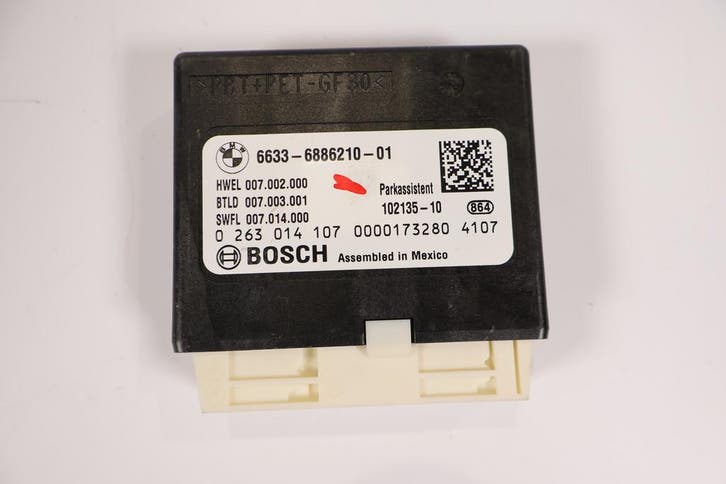 >PBT+PET-GF30<
BMW 6633-6886210-01
HWEL 007.002.000
BTLD 007.003.001 Parkassistent
SWFL 007.014.000 102135-10 864
0 263 014 107 0000173280 4107
BOSCH Assembled in Mexico